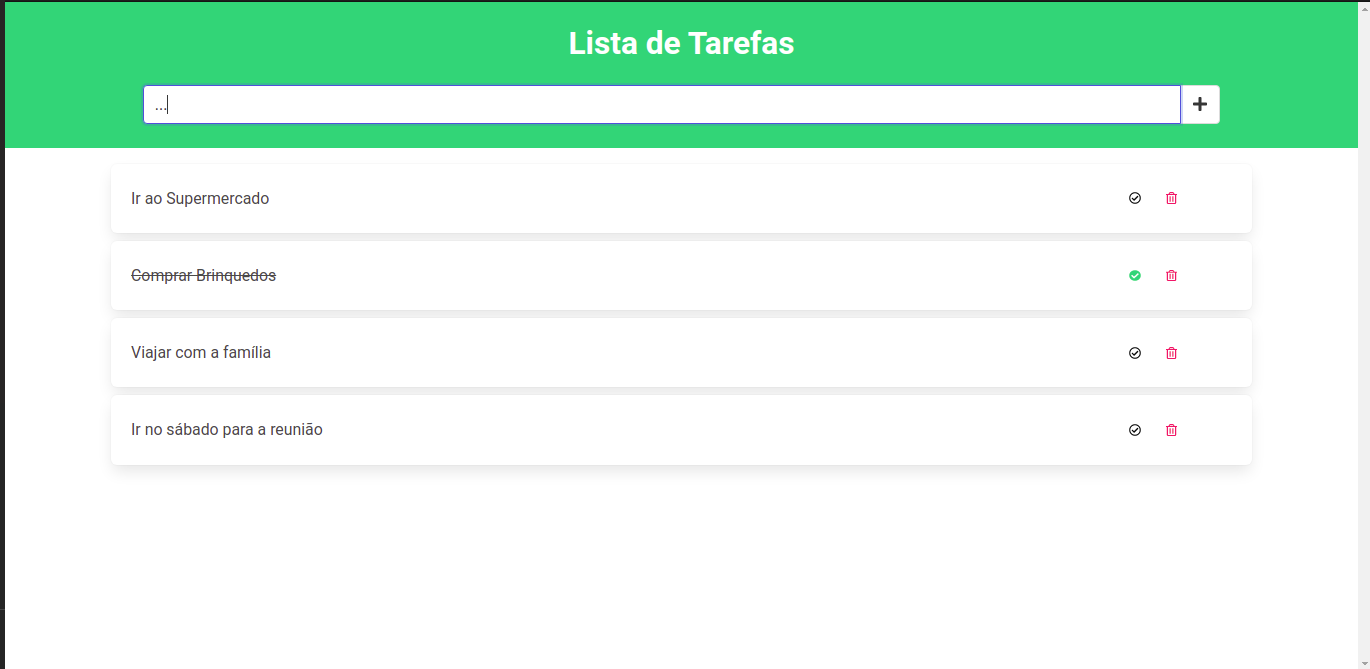 Lista de Tarefas
...
Ir ao Supermercado
Comprar Brinquedos
Viajar com a família
Ir no sábado para a reunião